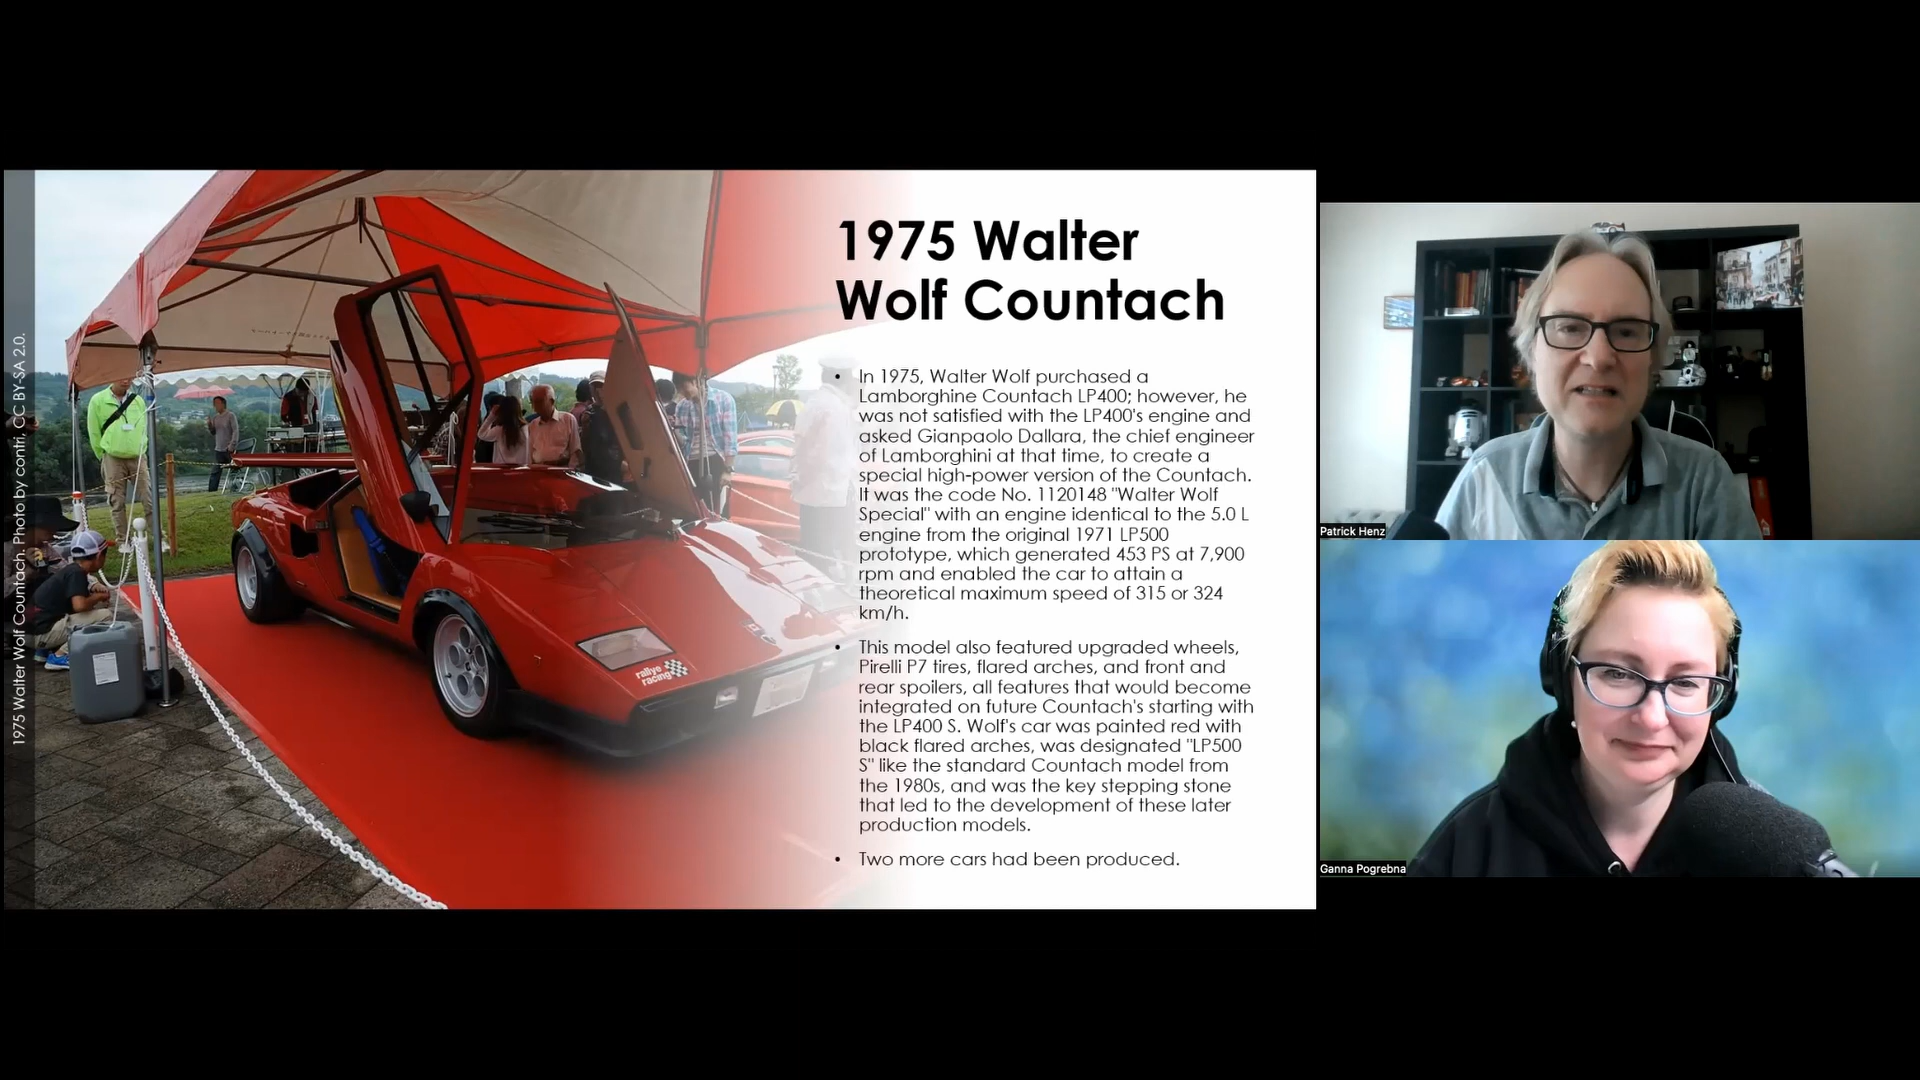 1975 Walter Wolf Countach. Photo by contri, CC BY-SA 2.0.
rallye
racing
1975 Walter
Wolf Countach
• In 1975, Walter Wolf purchased a
Lamborghine Countach LP400; however, he
was not satisfied with the LP400's engine and
asked Gianpaolo Dallara, the chief engineer
of Lamborghini at that time, to create a
special high-power version of the Countach.
It was the code No. 1120148 "Walter Wolf
Special" with an engine identical to the 5.0 L
engine from the original 1971 LP500
prototype, which generated 453 PS at 7,900
rpm and enabled the car to attain a
theoretical maximum speed of 315 or 324
km/h.
• This model also featured upgraded wheels,
Pirelli P7 tires, flared arches, and front and
rear spoilers, all features that would become
integrated on future Countach's starting with
the LP400 S. Wolf's car was painted red with
black flared arches, was designated "LP500
S" like the standard Countach model from
the 1980s, and was the key stepping stone
that led to the development of these later
production models.
• Two more cars had been produced.
Patrick Henz
Ganna Pogrebna